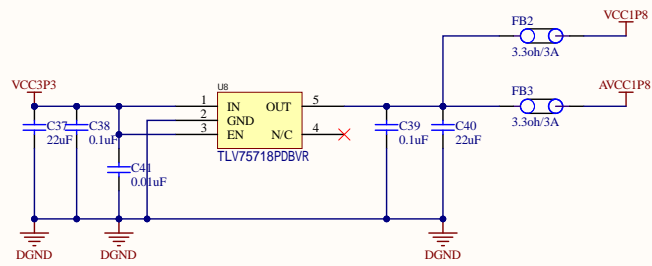 VCC1P8
FB2
3.3oh/3A
VCC3P3
U8
FB3
AVCC1P8
1 IN OUT 5
2 GND
3 EN N/C 4
3.3oh/3A
C37 C38 C39 C40
22uF 0.1uF 0.1uF 22uF
TLV75718PDBVR
C41
0.01uF
DGND DGND DGND